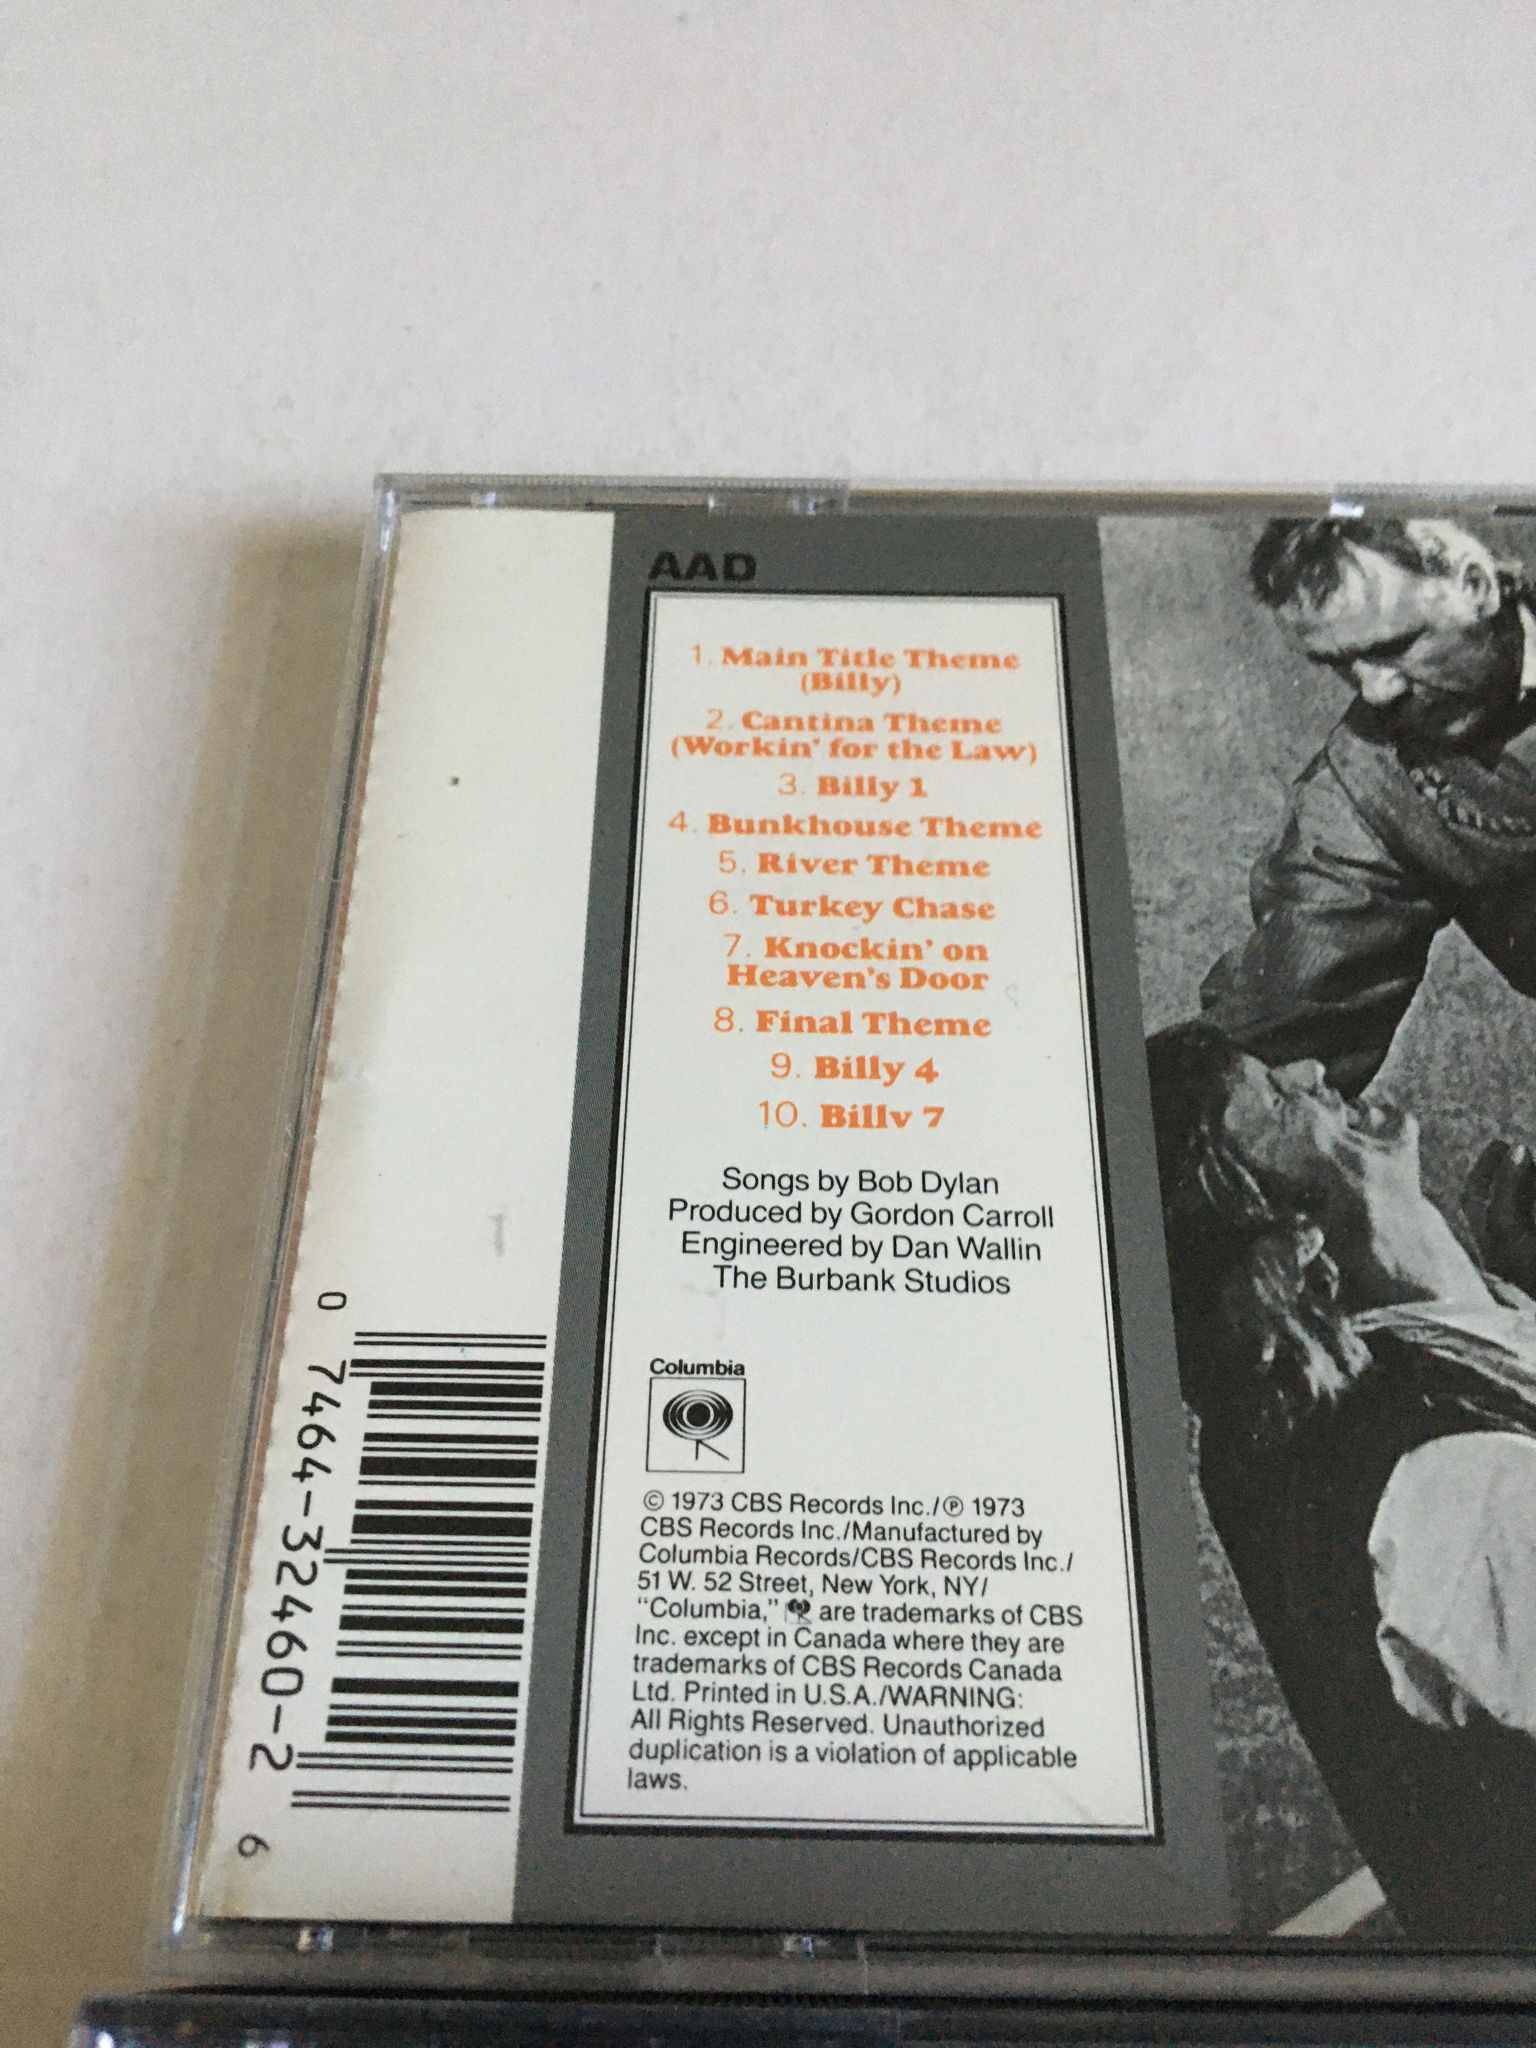 AAD
1. Main Title Theme
(Billy)
2. Cantina Theme
(Workin' for the Law)
3. Billy 1
4. Bunkhouse Theme
5. River Theme
6. Turkey Chase
7. Knockin' on
Heaven's Door
8. Final Theme
9. Billy 4
10. Billy 7
Songs by Bob Dylan
Produced by Gordon Carroll
Engineered by Dan Wallin
The Burbank Studios
Columbia
© 1973 CBS Records Inc./℗ 1973
CBS Records Inc./Manufactured by
Columbia Records/CBS Records Inc./
51 W. 52 Street, New York, NY/
"Columbia," are trademarks of CBS
Inc. except in Canada where they are
trademarks of CBS Records Canada
Ltd. Printed in U.S.A./WARNING:
All Rights Reserved. Unauthorized
duplication is a violation of applicable
laws.
0 7464-32460-2 6